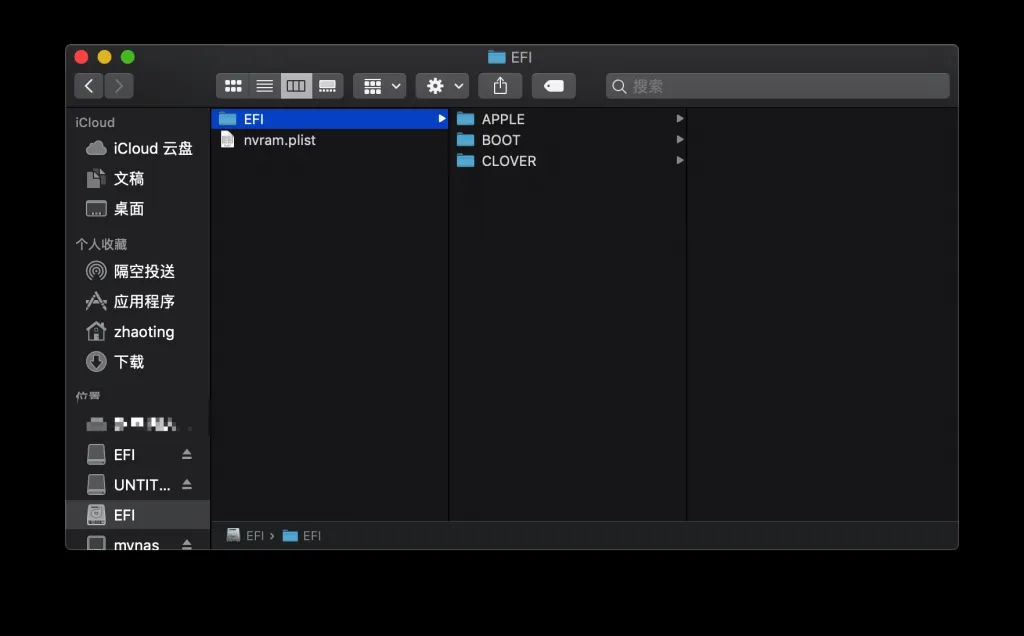 EFI
搜索
iCloud
iCloud 云盘
文稿
桌面
个人收藏
隔空投送
应用程序
zhaoting
下载
位置
EFI
UNTIT...
EFI
mynas
EFI
nvram.plist
APPLE
BOOT
CLOVER
EFI › EFI